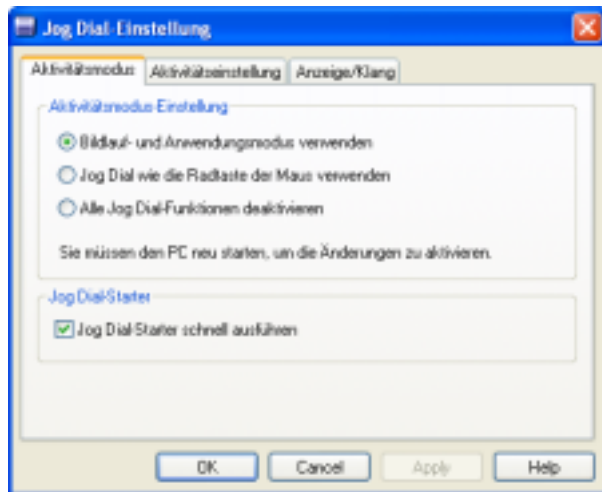 Jog Dial-Einstellung
Aktivitätsmodus Aktivitätseinstellung Anzeige/Klang
Aktivitätsmodus-Einstellung
Bildlauf- und Anwendungsmodus verwenden
Jog Dial wie die Radtaste der Maus verwenden
Alle Jog Dial-Funktionen deaktivieren
Sie müssen den PC neu starten, um die Änderungen zu aktivieren.
Jog Dial-Starter
Jog Dial-Starter schnell ausführen
OK Cancel Apply Help